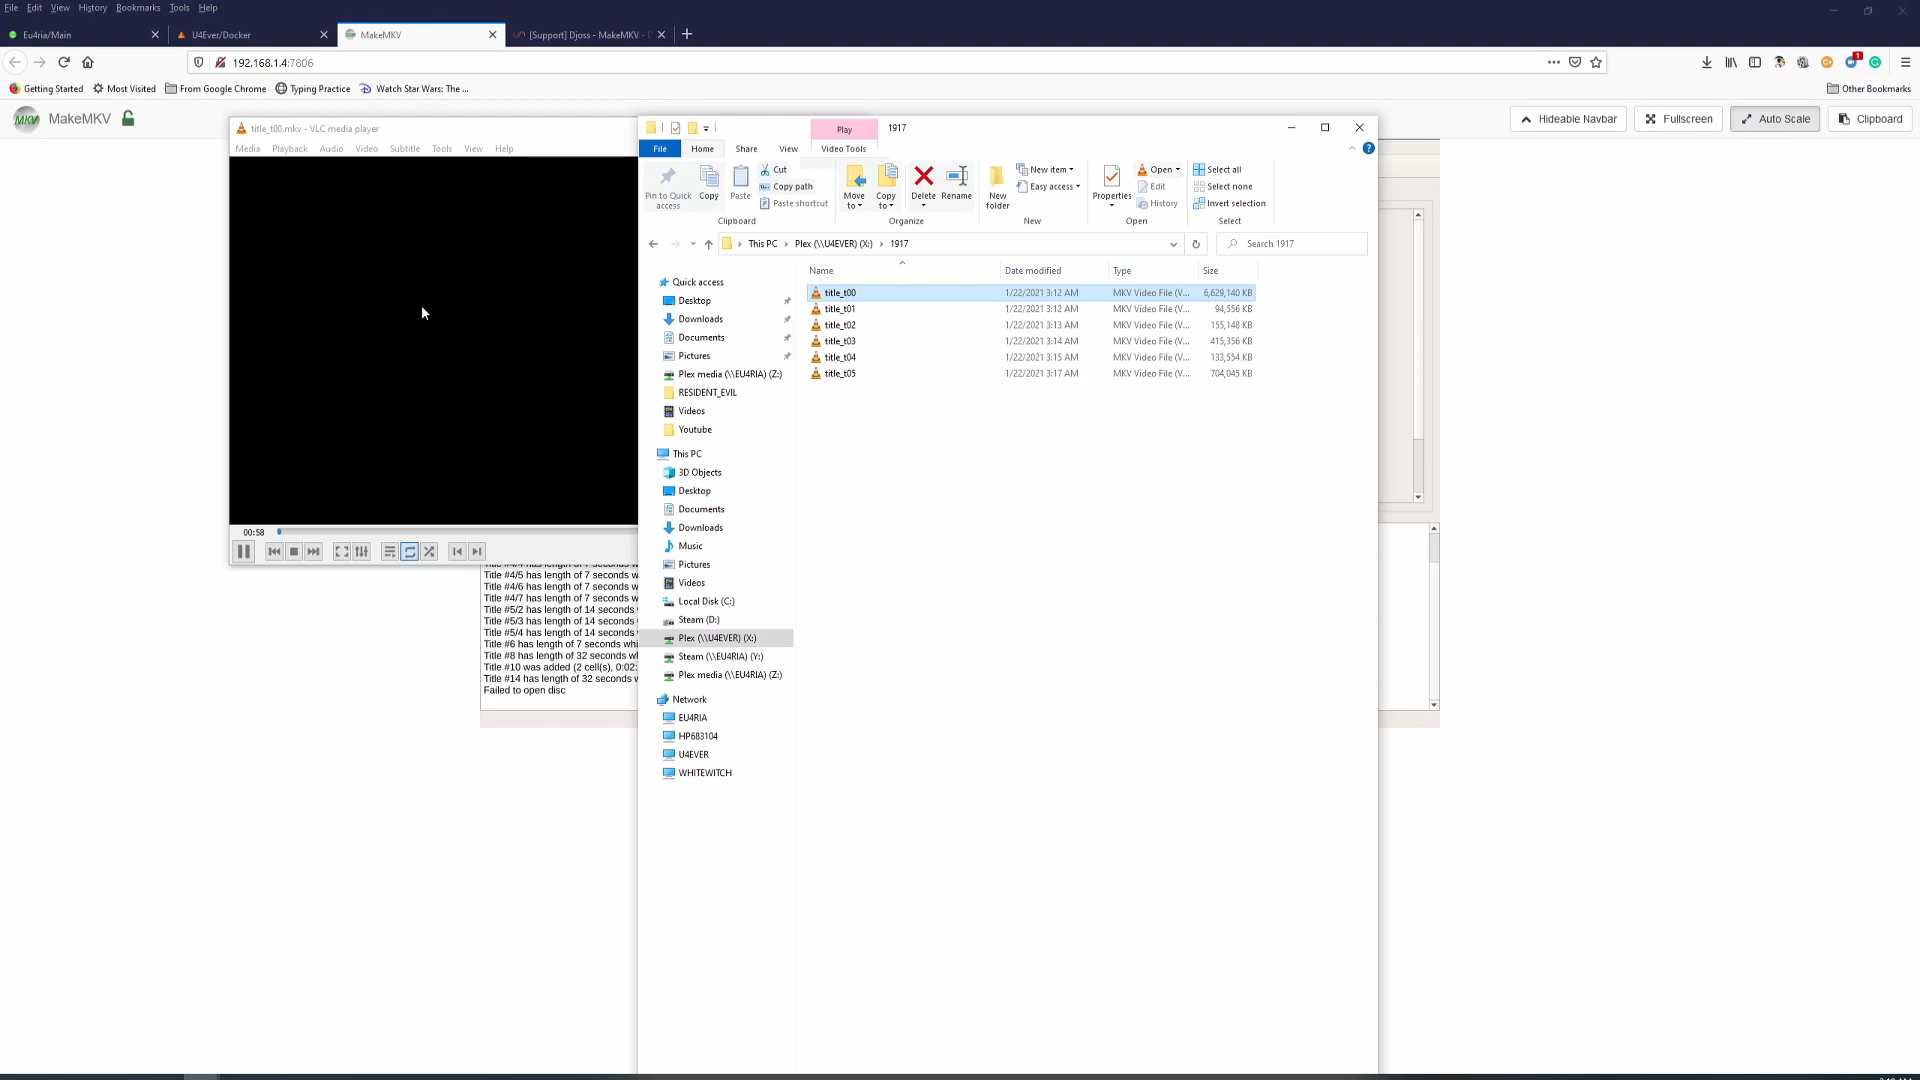 File Edit View History Bookmarks Tools Help
Eu4ria/Main
U4Ever/Docker
MakeMKV
[Support] Djoss - MakeMKV -
192.168.1.4:7806
1
Getting Started Most Visited From Google Chrome Typing Practice Watch Star Wars: The ... Other Bookmarks
MKV MakeMKV
Hideable Navbar Fullscreen Auto Scale Clipboard
title_t00.mkv - VLC media player
Media Playback Audio Video Subtitle Tools View Help
00:58
Title #4/4 has length of 7 seconds w
Title #4/5 has length of 7 seconds w
Title #4/6 has length of 7 seconds w
Title #4/7 has length of 7 seconds w
Title #5/2 has length of 14 seconds
Title #5/3 has length of 14 seconds
Title #5/4 has length of 14 seconds
Title #6 has length of 7 seconds whi
Title #8 has length of 32 seconds w
Title #10 was added (2 cell(s), 0:02:
Title #14 has length of 32 seconds w
Failed to open disc
Play 1917
File Home Share View Video Tools
Pin to Quick access
Copy
Paste
Cut
Copy path
Paste shortcut
Clipboard
Move to
Copy to
Delete
Rename
Organize
New folder
New item
Easy access
New
Properties
Open
Edit
History
Open
Select all
Select none
Invert selection
Select
This PC Plex (\\U4EVER) (X:) 1917
Search 1917
Quick access
Desktop
Downloads
Documents
Pictures
Plex media (\\EU4RIA) (Z:)
RESIDENT_EVIL
Videos
Youtube
This PC
3D Objects
Desktop
Documents
Downloads
Music
Pictures
Videos
Local Disk (C:)
Steam (D:)
Plex (\\U4EVER) (X:)
Steam (\\EU4RIA) (Y:)
Plex media (\\EU4RIA) (Z:)
Network
EU4RIA
HP683104
U4EVER
WHITEWITCH
Name Date modified Type Size
title_t00 1/22/2021 3:12 AM MKV Video File (V... 6,629,140 KB
title_t01 1/22/2021 3:12 AM MKV Video File (V... 94,556 KB
title_t02 1/22/2021 3:13 AM MKV Video File (V... 155,148 KB
title_t03 1/22/2021 3:14 AM MKV Video File (V... 415,356 KB
title_t04 1/22/2021 3:15 AM MKV Video File (V... 133,554 KB
title_t05 1/22/2021 3:17 AM MKV Video File (V... 704,045 KB